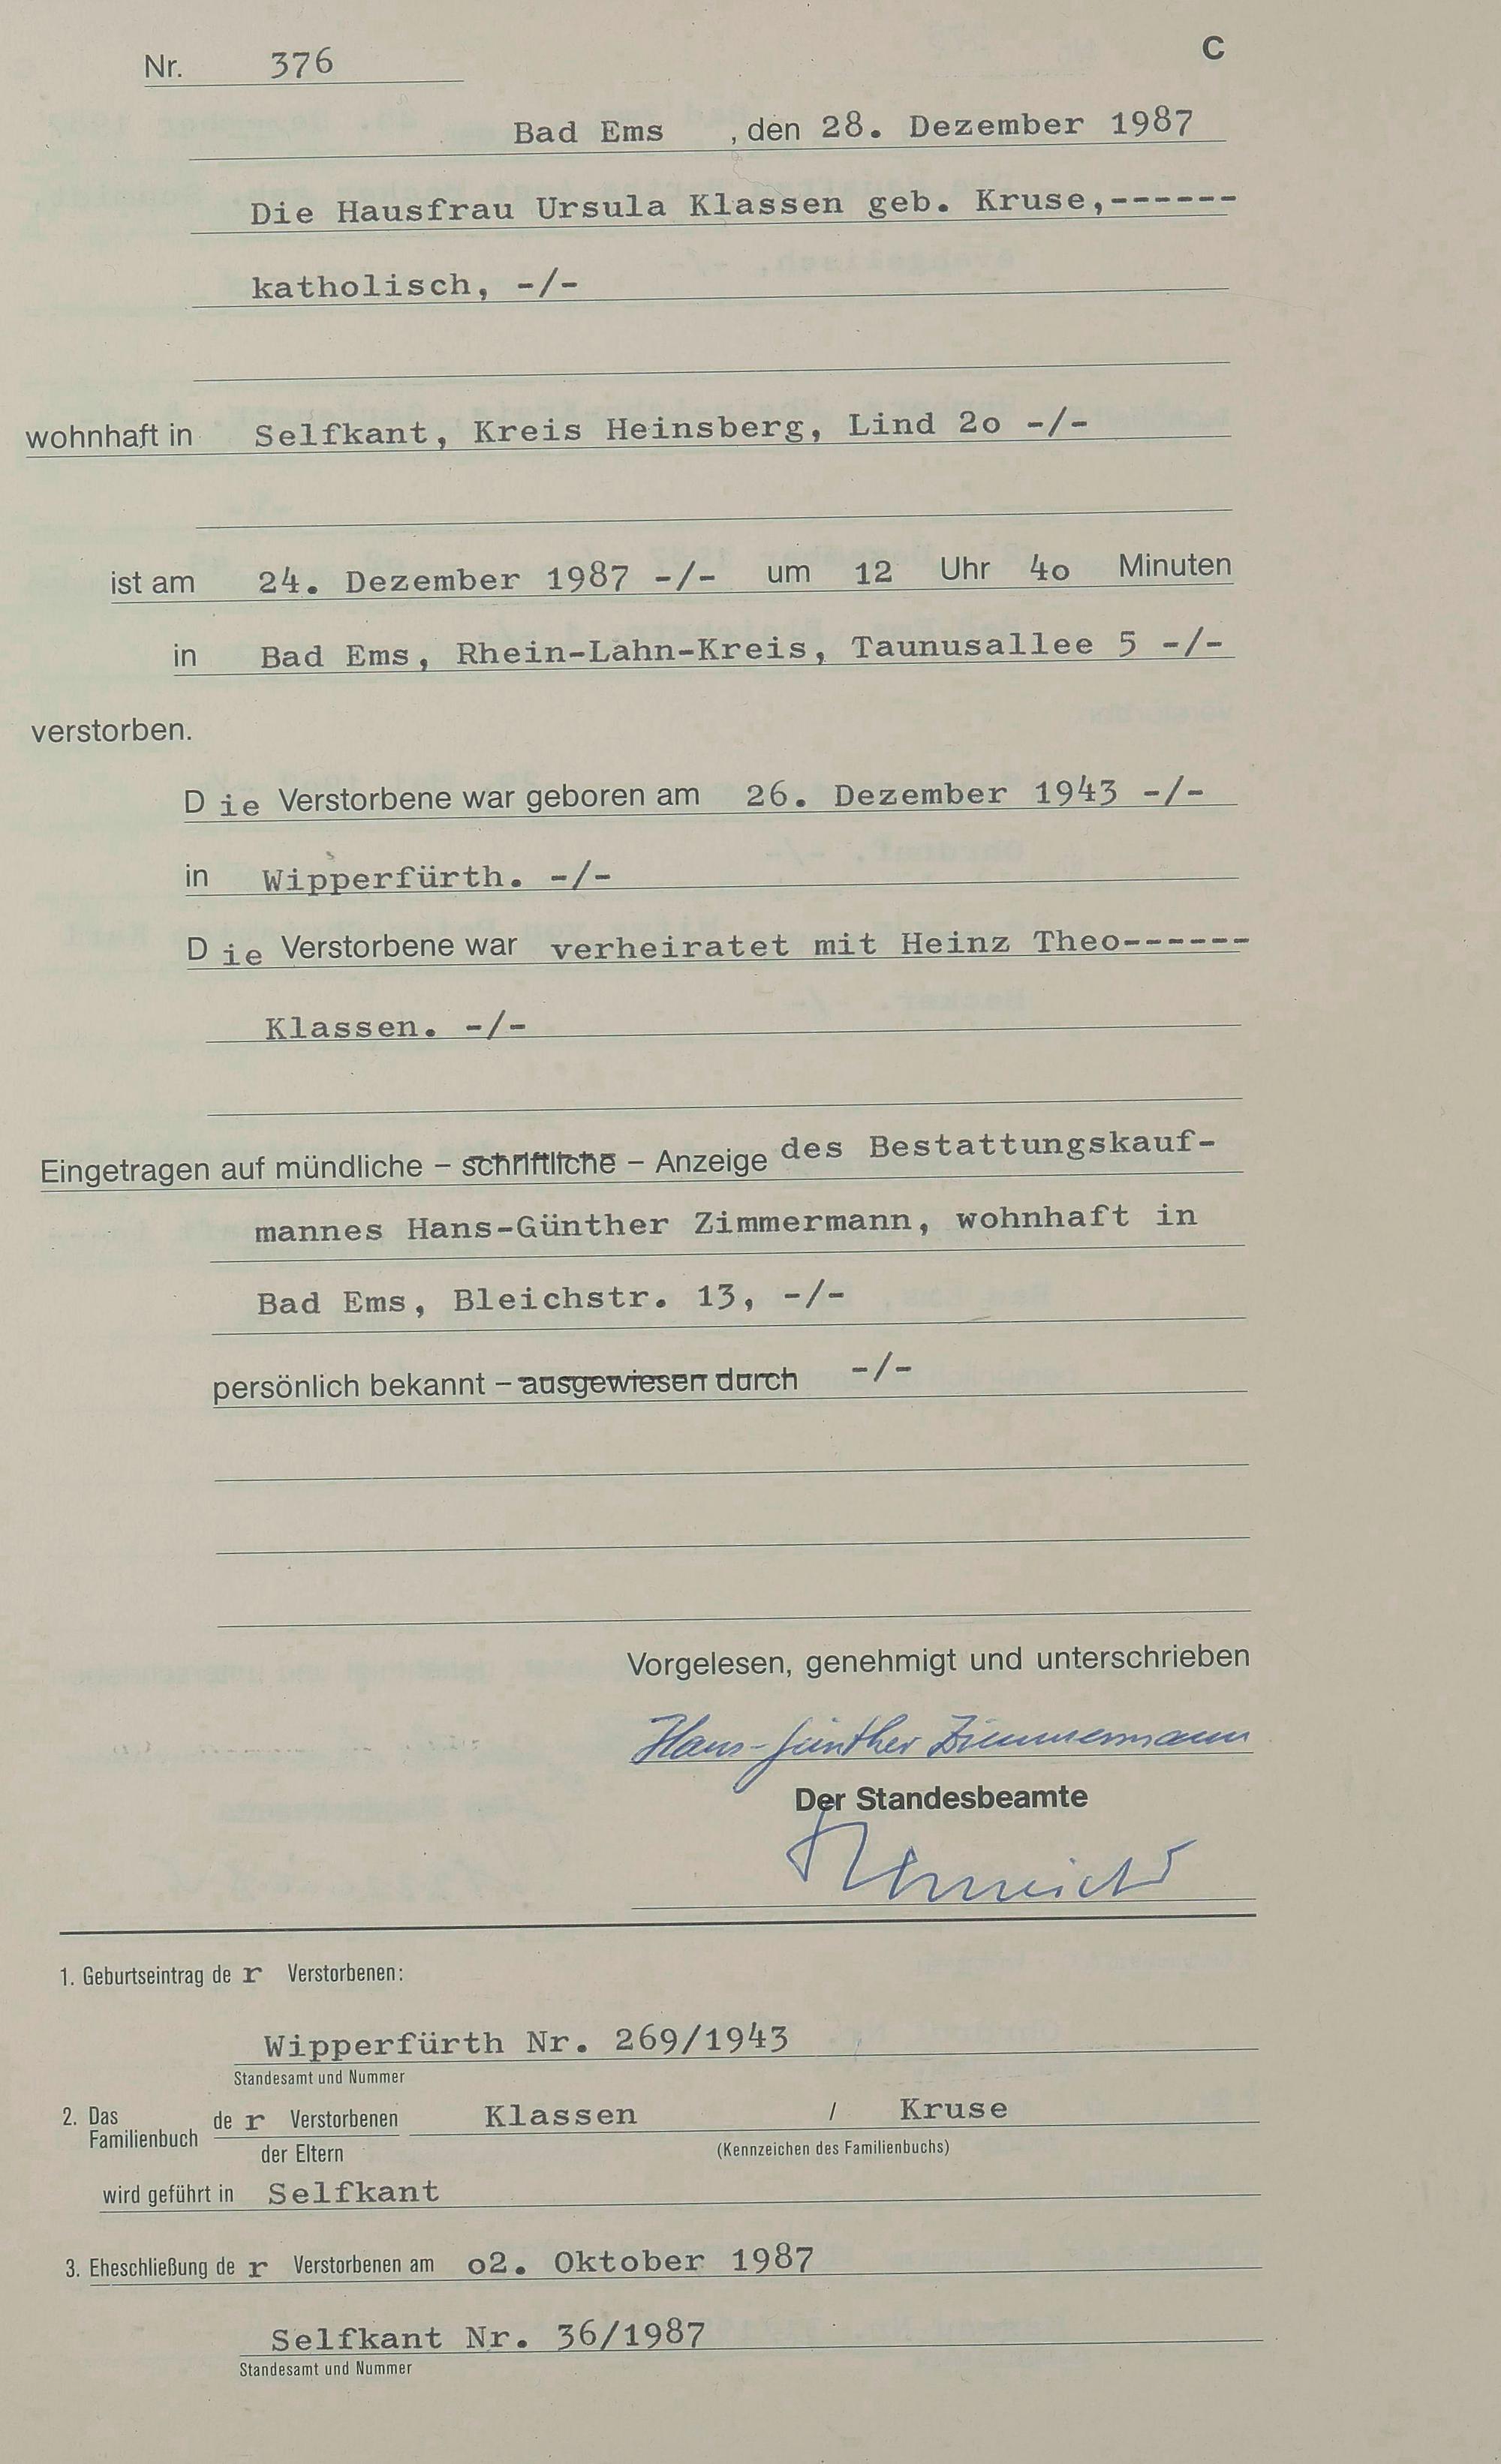 C
Nr. 376
Bad Ems , den 28. Dezember 1987
Die Hausfrau Ursula Klassen geb. Kruse,------
katholisch, -/-
wohnhaft in Selfkant, Kreis Heinsberg, Lind 2o -/-
ist am 24. Dezember 1987 -/- um 12 Uhr 4o Minuten
in Bad Ems, Rhein-Lahn-Kreis, Taunusallee 5 -/-
verstorben.
D ie Verstorbene war geboren am 26. Dezember 1943 -/-
in Wipperfürth. -/-
D ie Verstorbene war verheiratet mit Heinz Theo------
Klassen. -/-
Eingetragen auf mündliche – schriftliche – Anzeige des Bestattungskauf-
mannes Hans-Günther Zimmermann, wohnhaft in
Bad Ems, Bleichstr. 13, -/-
persönlich bekannt – ausgewiesen durch -/-
Vorgelesen, genehmigt und unterschrieben
Hans-Günther Zimmermann
Der Standesbeamte
1. Geburtseintrag de r Verstorbenen:
Wipperfürth Nr. 269/1943
Standesamt und Nummer
2. Das Familienbuch de r Verstorbenen Klassen / Kruse
der Eltern (Kennzeichen des Familienbuchs)
wird geführt in Selfkant
3. Eheschließung de r Verstorbenen am o2. Oktober 1987
Selfkant Nr. 36/1987
Standesamt und Nummer